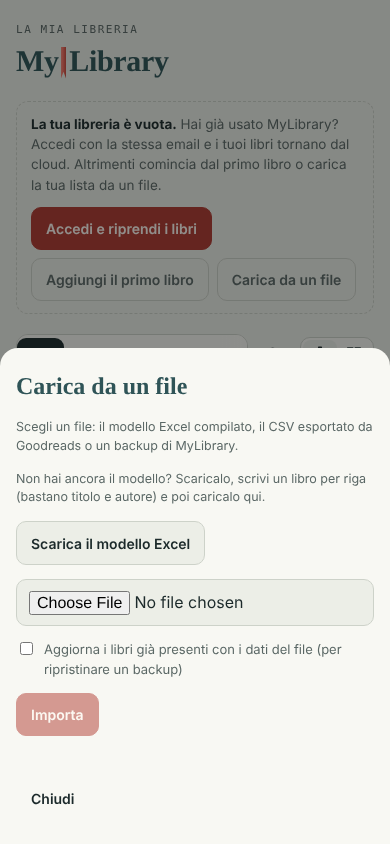 LA MIA LIBRERIA
My Library
La tua libreria è vuota. Hai già usato MyLibrary?
Accedi con la stessa email e i tuoi libri tornano dal
cloud. Altrimenti comincia dal primo libro o carica
la tua lista da un file.
Accedi e riprendi i libri
Aggiungi il primo libro
Carica da un file
Carica da un file
Scegli un file: il modello Excel compilato, il CSV esportato da
Goodreads o un backup di MyLibrary.
Non hai ancora il modello? Scaricalo, scrivi un libro per riga
(bastano titolo e autore) e poi caricalo qui.
Scarica il modello Excel
Choose File No file chosen
Aggiorna i libri già presenti con i dati del file (per
ripristinare un backup)
Importa
Chiudi